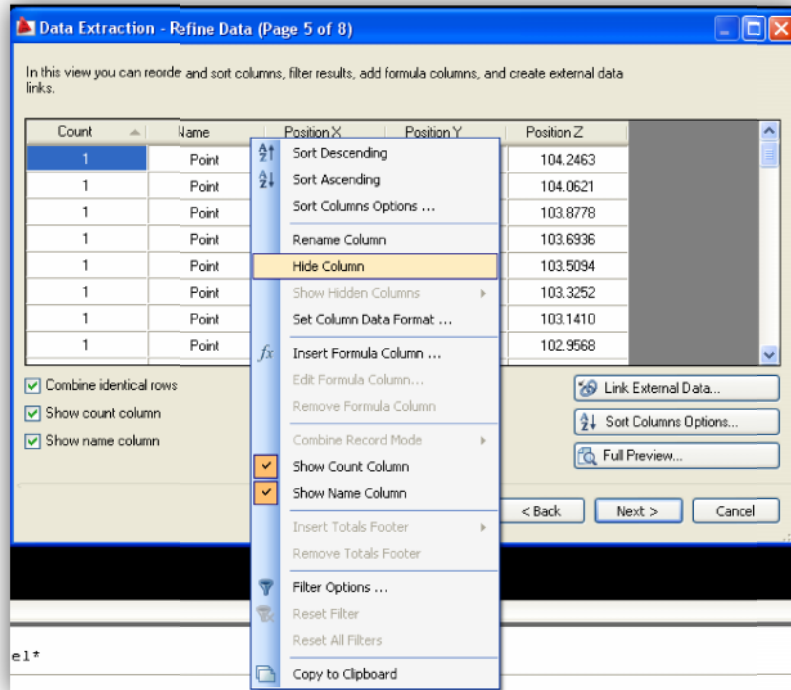 Data Extraction - Refine Data (Page 5 of 8)
In this view you can reorde and sort columns, filter results, add formula columns, and create external data
links.
Count Name Position X Position Y Position Z
1 Point 104.2463
1 Point 104.0621
1 Point 103.8778
1 Point 103.6936
1 Point 103.5094
1 Point 103.3252
1 Point 103.1410
1 Point 102.9568
Sort Descending
Sort Ascending
Sort Columns Options ...
Rename Column
Hide Column
Show Hidden Columns
Set Column Data Format ...
fx Insert Formula Column ...
Edit Formula Column...
Remove Formula Column
Combine Record Mode
Show Count Column
Show Name Column
Insert Totals Footer
Remove Totals Footer
Filter Options ...
Reset Filter
Reset All Filters
Copy to Clipboard
Combine identical rows
Show count column
Show name column
Link External Data...
Sort Columns Options...
Full Preview...
< Back Next > Cancel
el*